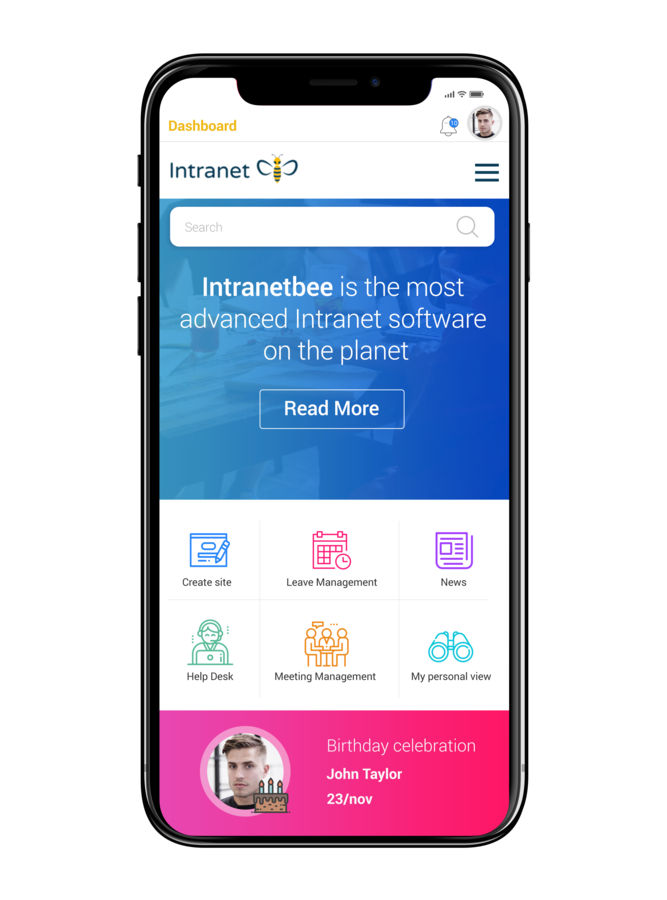 Dashboard
10
Intranet
Search
Intranetbee is the most
advanced Intranet software
on the planet
Read More
Create site
Leave Management
News
Help Desk
Meeting Management
My personal view
Birthday celebration
John Taylor
23/nov